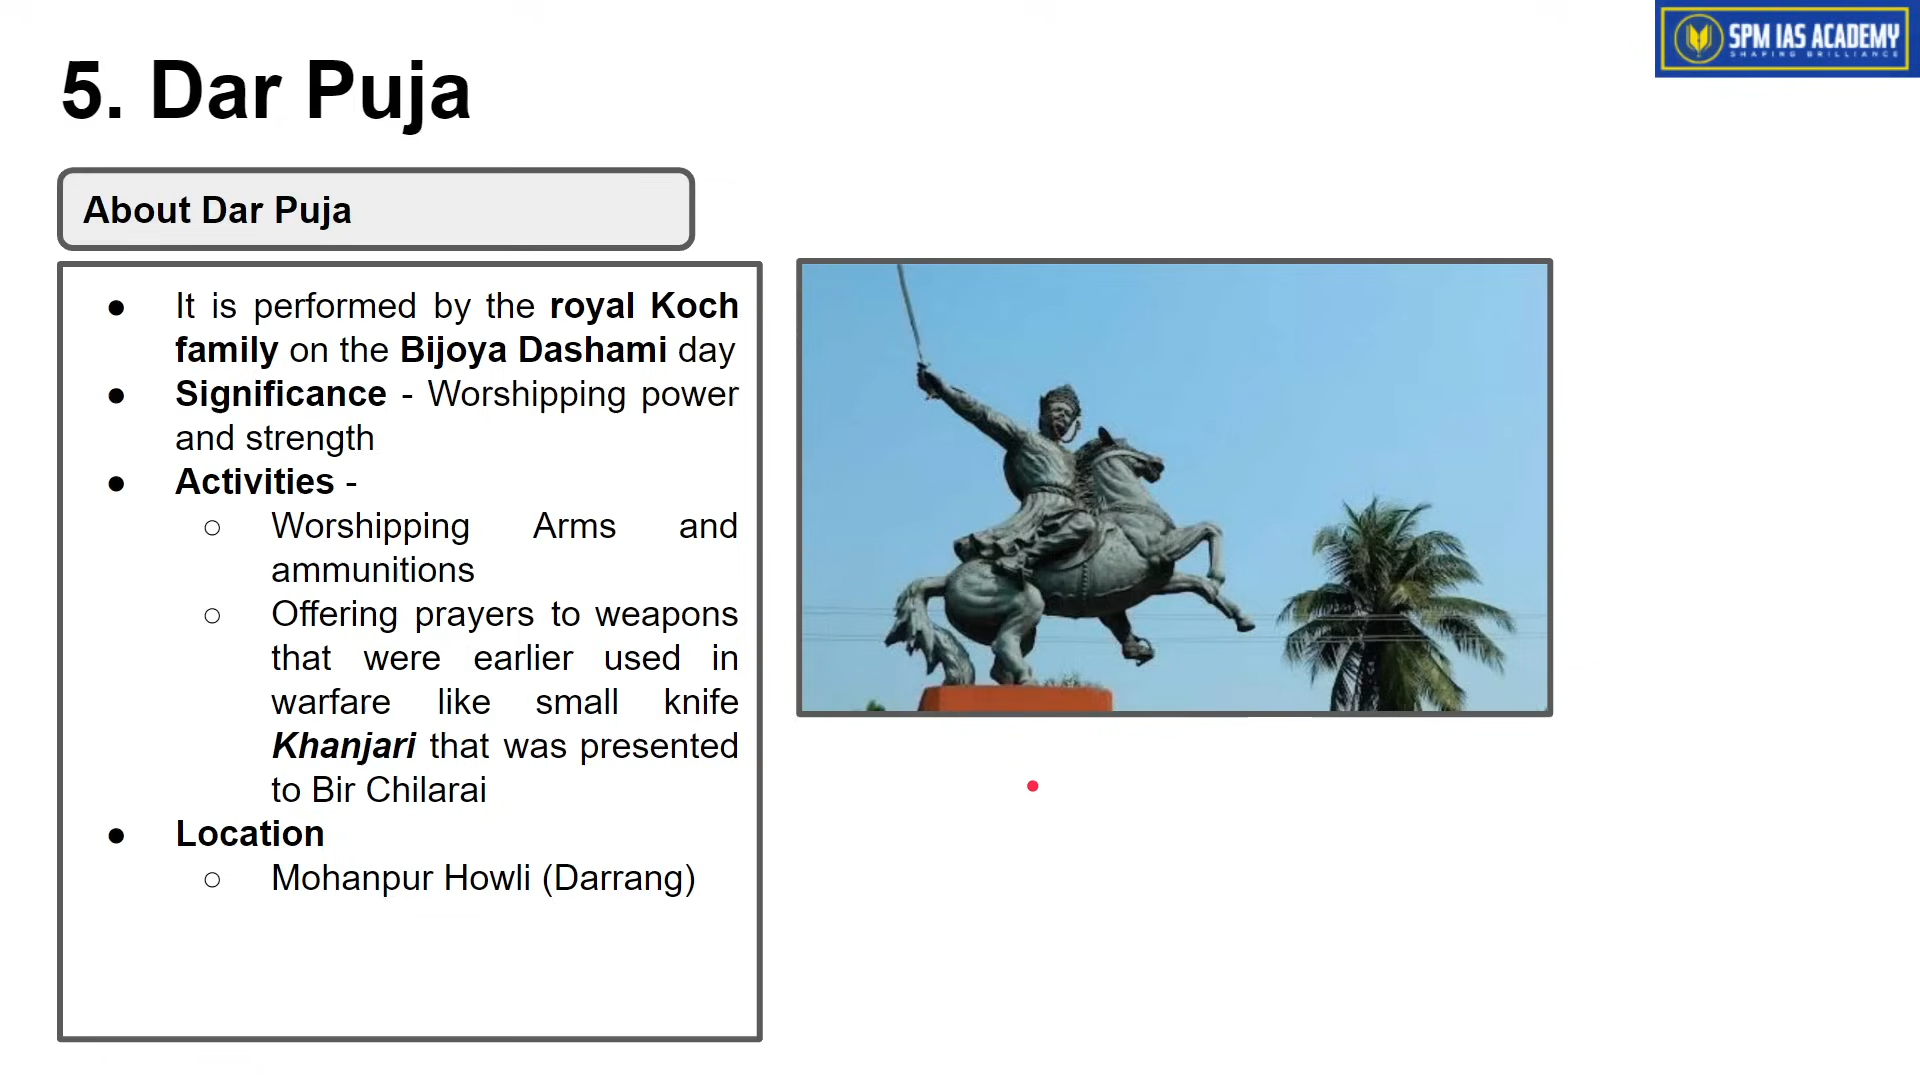 SPM IAS ACADEMY
SHAPING BRILLIANCE
5. Dar Puja
About Dar Puja
● It is performed by the royal Koch
family on the Bijoya Dashami day
● Significance - Worshipping power
and strength
● Activities -
○ Worshipping Arms and
ammunitions
○ Offering prayers to weapons
that were earlier used in
warfare like small knife
Khanjari that was presented
to Bir Chilarai
● Location
○ Mohanpur Howli (Darrang)